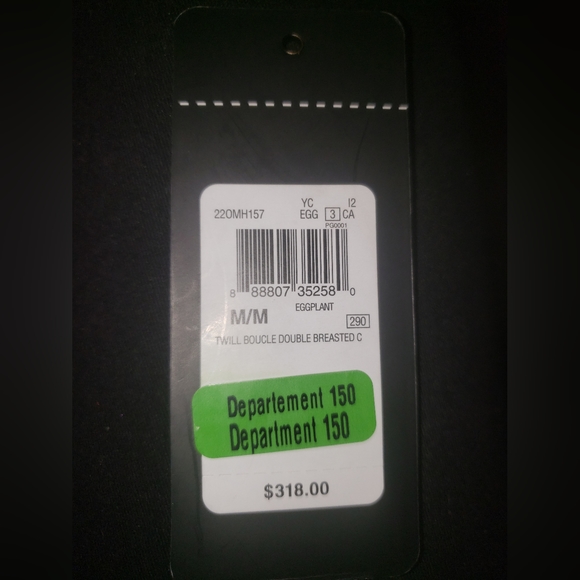 YC I2
22OMH157 EGG 3 CA
PG0001
8 88807 35258 0
EGGPLANT
M/M
290
TWILL BOUCLE DOUBLE BREASTED C
Departement 150
Department 150
$318.00